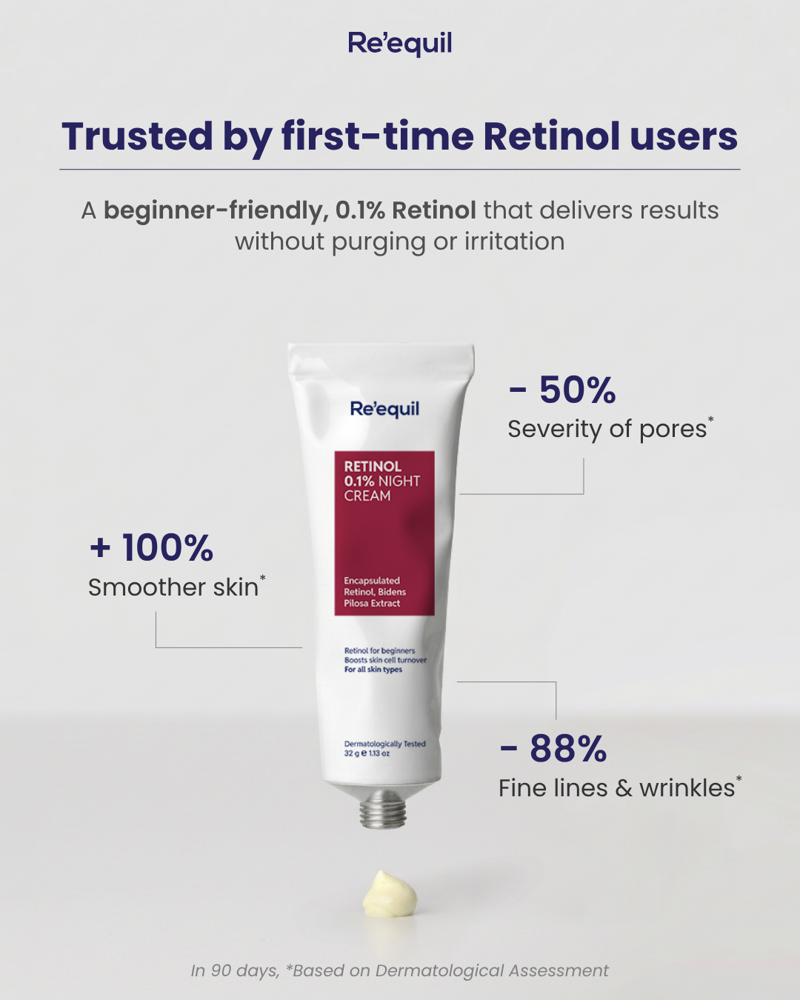 Re'equil
Trusted by first-time Retinol users
A beginner-friendly, 0.1% Retinol that delivers results
without purging or irritation
- 50%
Severity of pores*
+ 100%
Smoother skin*
Re'equil
RETINOL
0.1% NIGHT
CREAM
Encapsulated
Retinol, Bidens
Pilosa Extract
Retinol for beginners
Boosts skin cell turnover
For all skin types
Dermatologically Tested
32 g e 1.13 oz
- 88%
Fine lines & wrinkles*
In 90 days, *Based on Dermatological Assessment